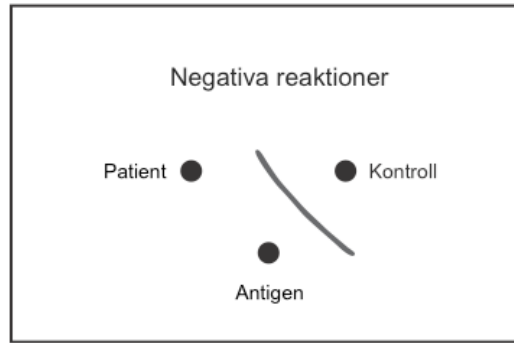 Negativa reaktioner
Patient
Kontroll
Antigen